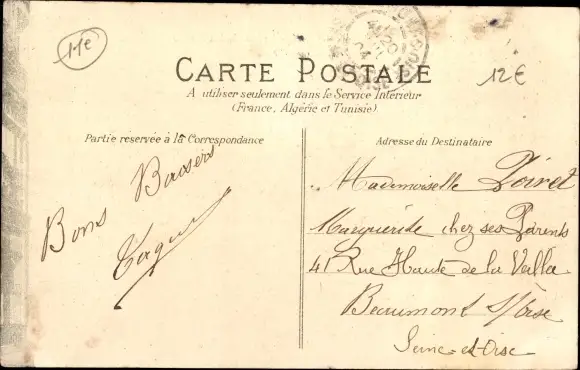 11e
12€
CARTE POSTALE
A utiliser seulement dans le Service Intérieur
(France, Algérie et Tunisie).
Partie réservée à la Correspondance
Bons Baisers
Adresse du Destinataire
Mademoiselle Poiret
Marguerite chez ses Parents
41 Rue Haute de la Vallée
Beaumont s/Oise
Seine-et-Oise